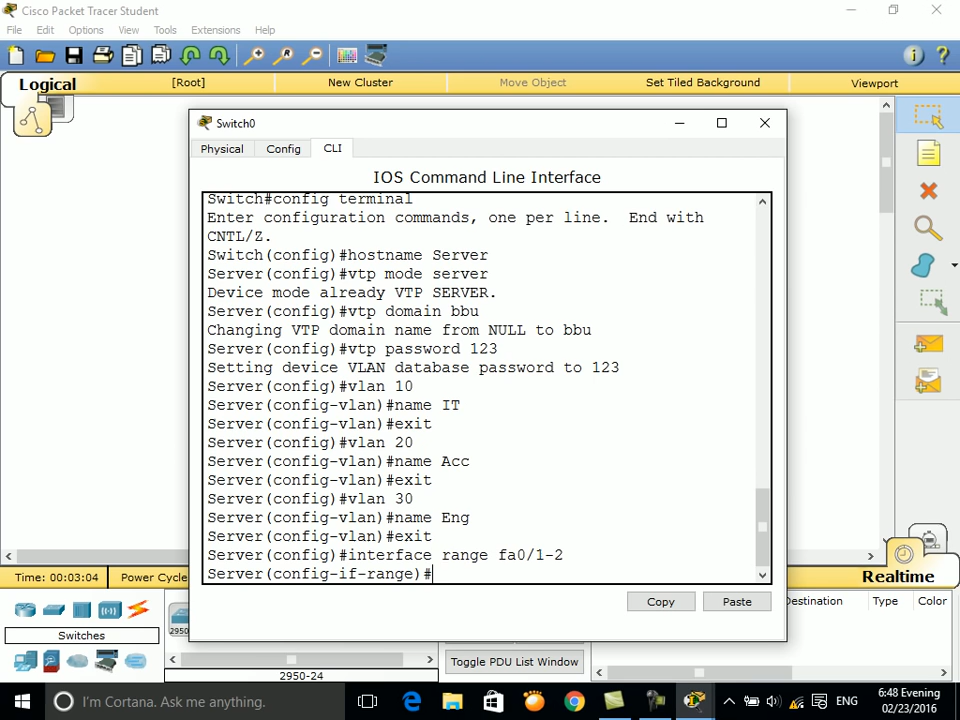 Cisco Packet Tracer Student
File Edit Options View Tools Extensions Help
Logical [Root] New Cluster Move Object Set Tiled Background Viewport
Switch0
Physical Config CLI
IOS Command Line Interface
Switch#config terminal
Enter configuration commands, one per line.  End with
CNTL/Z.
Switch(config)#hostname Server
Server(config)#vtp mode server
Device mode already VTP SERVER.
Server(config)#vtp domain bbu
Changing VTP domain name from NULL to bbu
Server(config)#vtp password 123
Setting device VLAN database password to 123
Server(config)#vlan 10
Server(config-vlan)#name IT
Server(config-vlan)#exit
Server(config)#vlan 20
Server(config-vlan)#name Acc
Server(config-vlan)#exit
Server(config)#vlan 30
Server(config-vlan)#name Eng
Server(config-vlan)#exit
Server(config)#interface range fa0/1-2
Server(config-if-range)#
Copy Paste
Time: 00:03:04 Power Cycle
Realtime
Switches
2950
2950-24
Toggle PDU List Window
Destination Type Color
I'm Cortana. Ask me anything.
ENG
6:48 Evening
02/23/2016